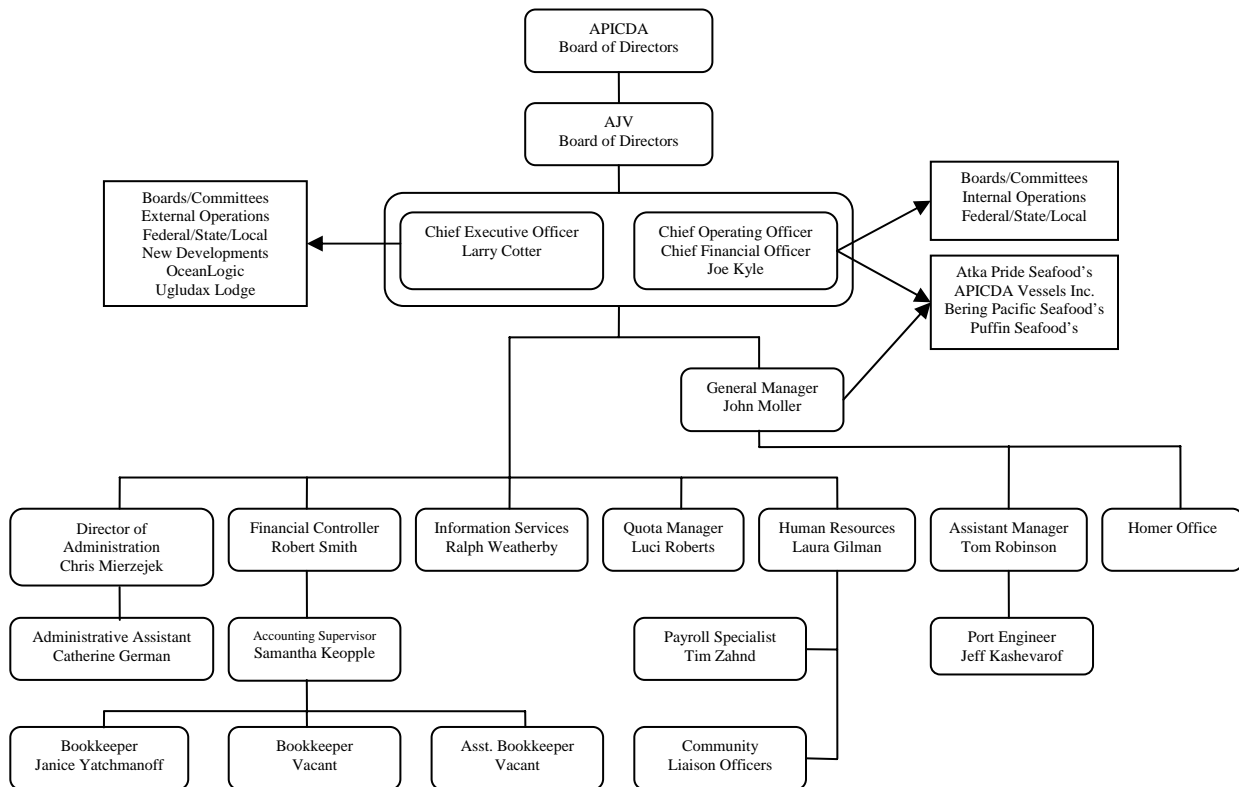 APICDA
Board of Directors
AJV
Board of Directors
Boards/Committees
External Operations
Federal/State/Local
New Developments
OceanLogic
Ugludax Lodge
Chief Executive Officer
Larry Cotter
Chief Operating Officer
Chief Financial Officer
Joe Kyle
Boards/Committees
Internal Operations
Federal/State/Local
Atka Pride Seafood's
APICDA Vessels Inc.
Bering Pacific Seafood's
Puffin Seafood's
General Manager
John Moller
Director of
Administration
Chris Mierzejek
Financial Controller
Robert Smith
Information Services
Ralph Weatherby
Quota Manager
Luci Roberts
Human Resources
Laura Gilman
Assistant Manager
Tom Robinson
Homer Office
Administrative Assistant
Catherine German
Accounting Supervisor
Samantha Keopple
Payroll Specialist
Tim Zahnd
Port Engineer
Jeff Kashevarof
Bookkeeper
Janice Yatchmanoff
Bookkeeper
Vacant
Asst. Bookkeeper
Vacant
Community
Liaison Officers